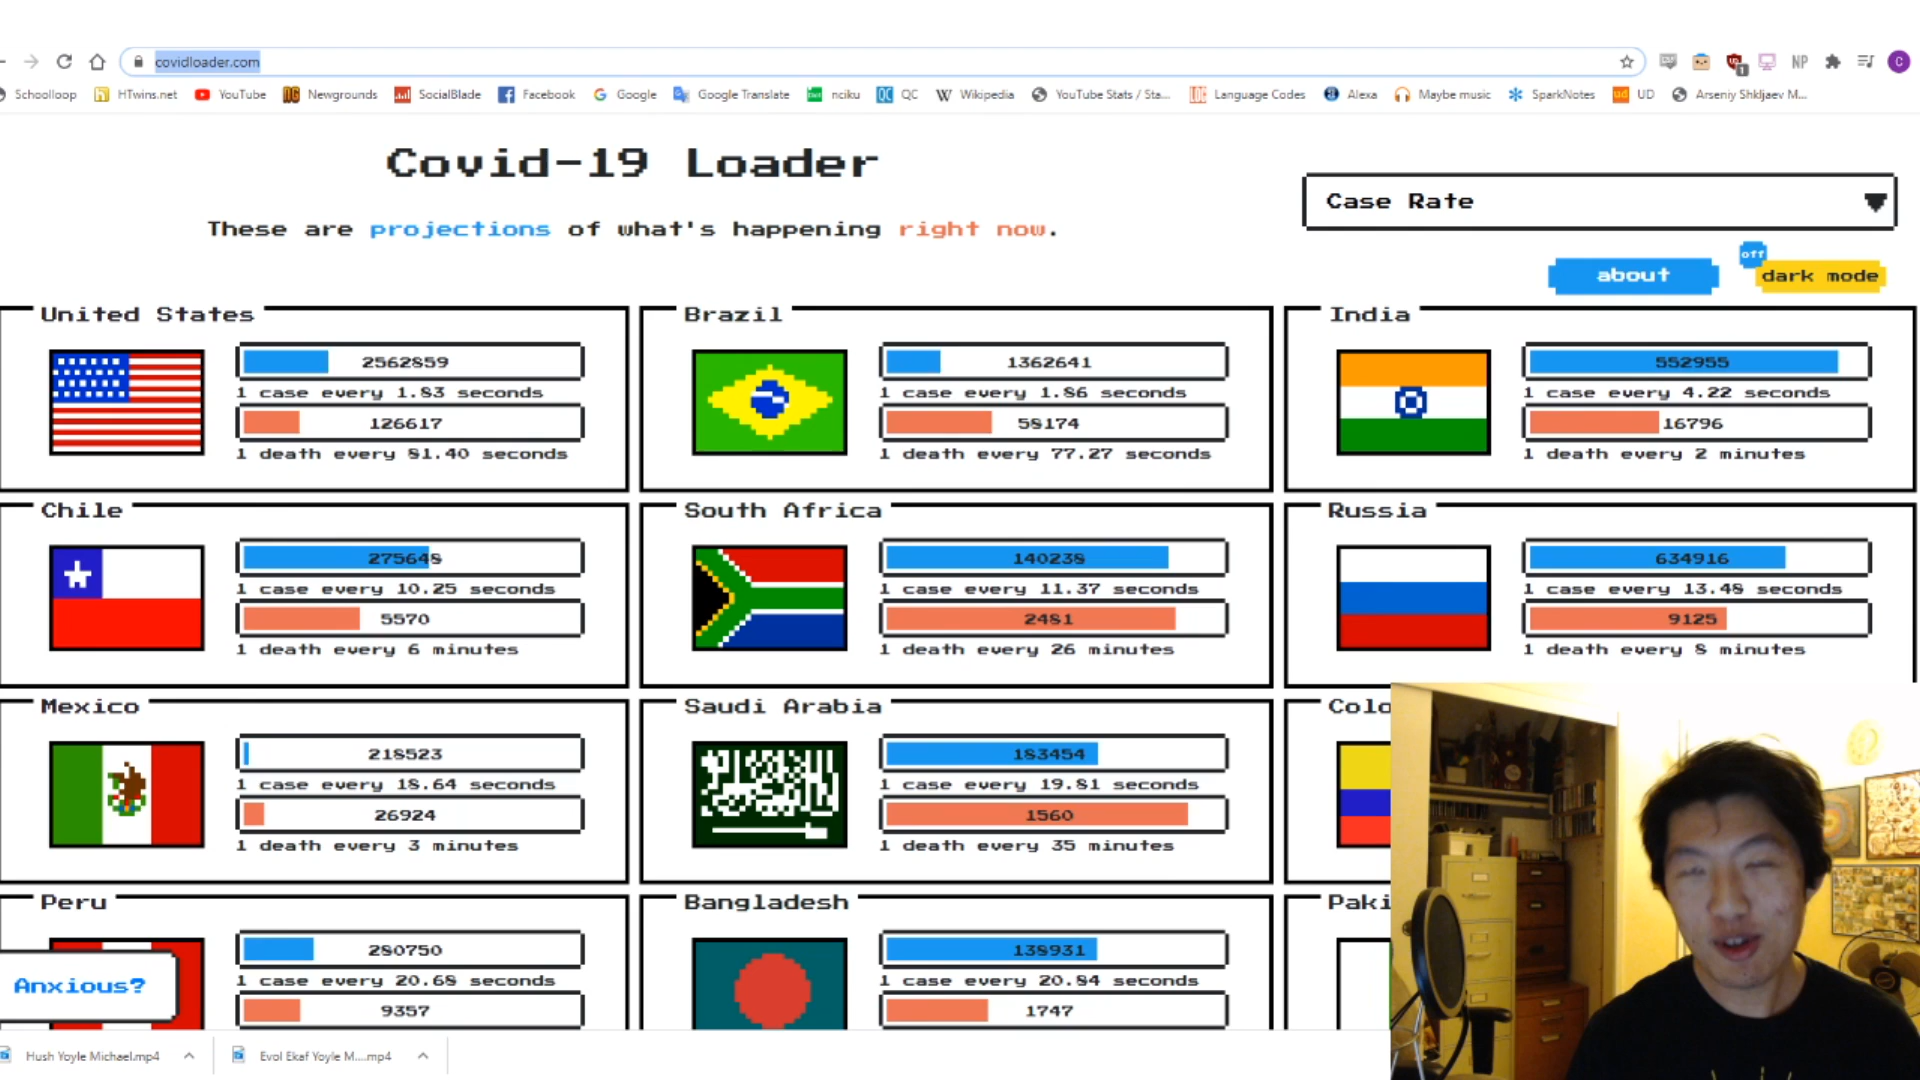 covidloader.com
NP
C
1
Schoolloop HTwins.net YouTube Newgrounds SocialBlade Facebook Google Google Translate nciku QC Wikipedia YouTube Stats / Sta... Language Codes Alexa Maybe music SparkNotes UD Arseniy Shkljaev M...
Covid-19 Loader
Case Rate
These are projections of what's happening right now.
off
about
dark mode
United States
2562859
1 case every 1.83 seconds
126617
1 death every 81.40 seconds
Brazil
1362641
1 case every 1.86 seconds
58174
1 death every 77.27 seconds
India
552955
1 case every 4.22 seconds
16796
1 death every 2 minutes
Chile
275648
1 case every 10.25 seconds
5570
1 death every 6 minutes
South Africa
140238
1 case every 11.37 seconds
2481
1 death every 26 minutes
Russia
634916
1 case every 13.48 seconds
9125
1 death every 8 minutes
Mexico
218523
1 case every 18.64 seconds
26924
1 death every 3 minutes
Saudi Arabia
183454
1 case every 19.81 seconds
1560
1 death every 35 minutes
Colo
Peru
280750
1 case every 20.68 seconds
9357
Bangladesh
138931
1 case every 20.84 seconds
1747
Paki
Anxious?
Hush Yoyle Michael.mp4
Evol Ekaf Yoyle M....mp4